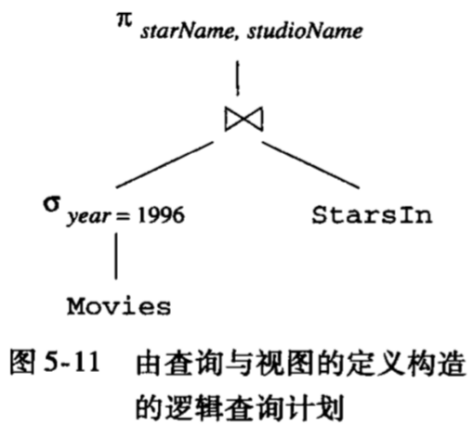 π starName, studioName
⋈
σ year = 1996
StarsIn
Movies
图 5-11 由查询与视图的定义构造
的逻辑查询计划